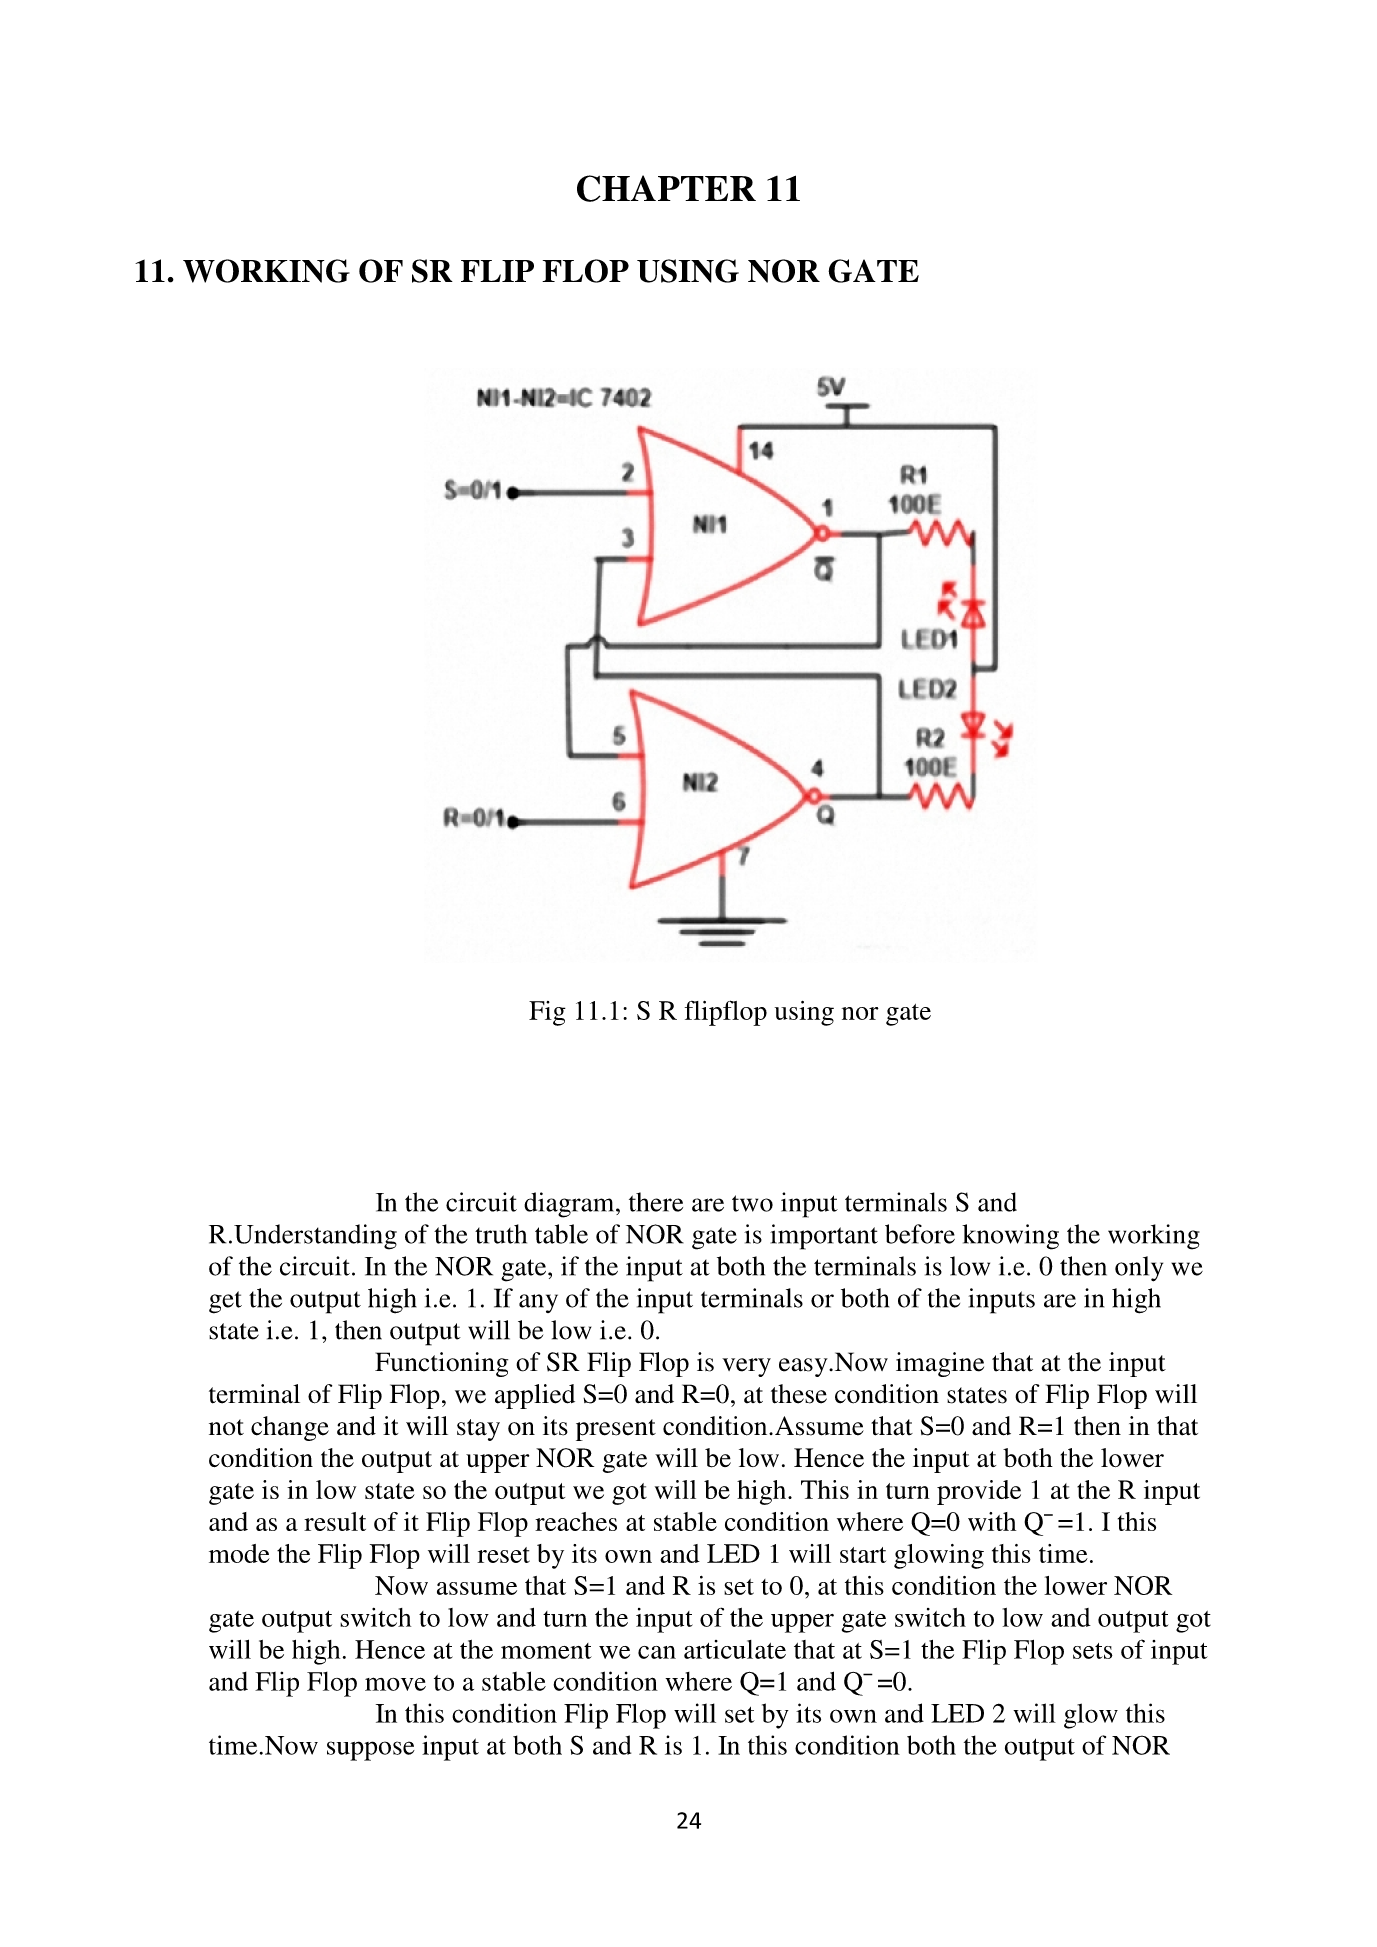 CHAPTER 11
11. WORKING OF SR FLIP FLOP USING NOR GATE
NI1-NI2=IC 7402
5V
14
2
S=0/1
R1
100E
1
NI1
3
Q̅
LED1
LED2
5
R2
100E
4
NI2
6
R=0/1
Q
7
Fig 11.1: S R flipflop using nor gate
In the circuit diagram, there are two input terminals S and
R.Understanding of the truth table of NOR gate is important before knowing the working
of the circuit. In the NOR gate, if the input at both the terminals is low i.e. 0 then only we
get the output high i.e. 1. If any of the input terminals or both of the inputs are in high
state i.e. 1, then output will be low i.e. 0.
Functioning of SR Flip Flop is very easy.Now imagine that at the input
terminal of Flip Flop, we applied S=0 and R=0, at these condition states of Flip Flop will
not change and it will stay on its present condition.Assume that S=0 and R=1 then in that
condition the output at upper NOR gate will be low. Hence the input at both the lower
gate is in low state so the output we got will be high. This in turn provide 1 at the R input
and as a result of it Flip Flop reaches at stable condition where Q=0 with Q¯=1. I this
mode the Flip Flop will reset by its own and LED 1 will start glowing this time.
Now assume that S=1 and R is set to 0, at this condition the lower NOR
gate output switch to low and turn the input of the upper gate switch to low and output got
will be high. Hence at the moment we can articulate that at S=1 the Flip Flop sets of input
and Flip Flop move to a stable condition where Q=1 and Q¯=0.
In this condition Flip Flop will set by its own and LED 2 will glow this
time.Now suppose input at both S and R is 1. In this condition both the output of NOR
24